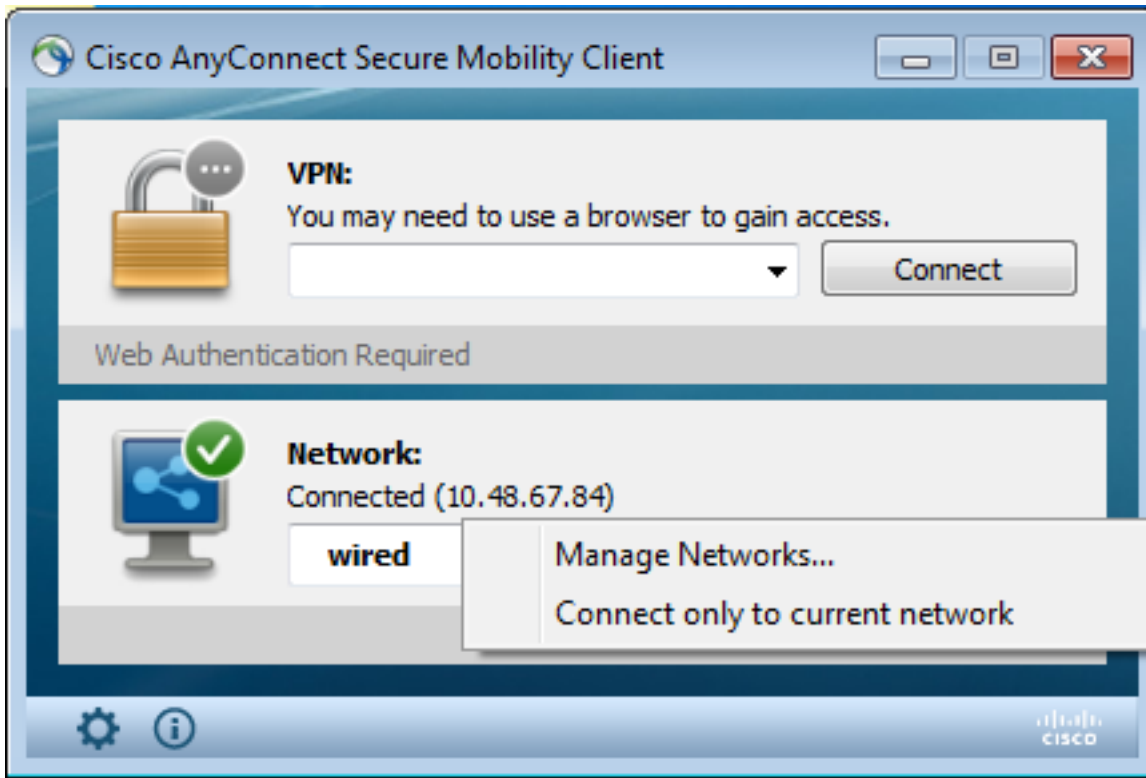 Cisco AnyConnect Secure Mobility Client
VPN:
You may need to use a browser to gain access.
Connect
Web Authentication Required
Network:
Connected (10.48.67.84)
wired
Manage Networks...
Connect only to current network
CISCO